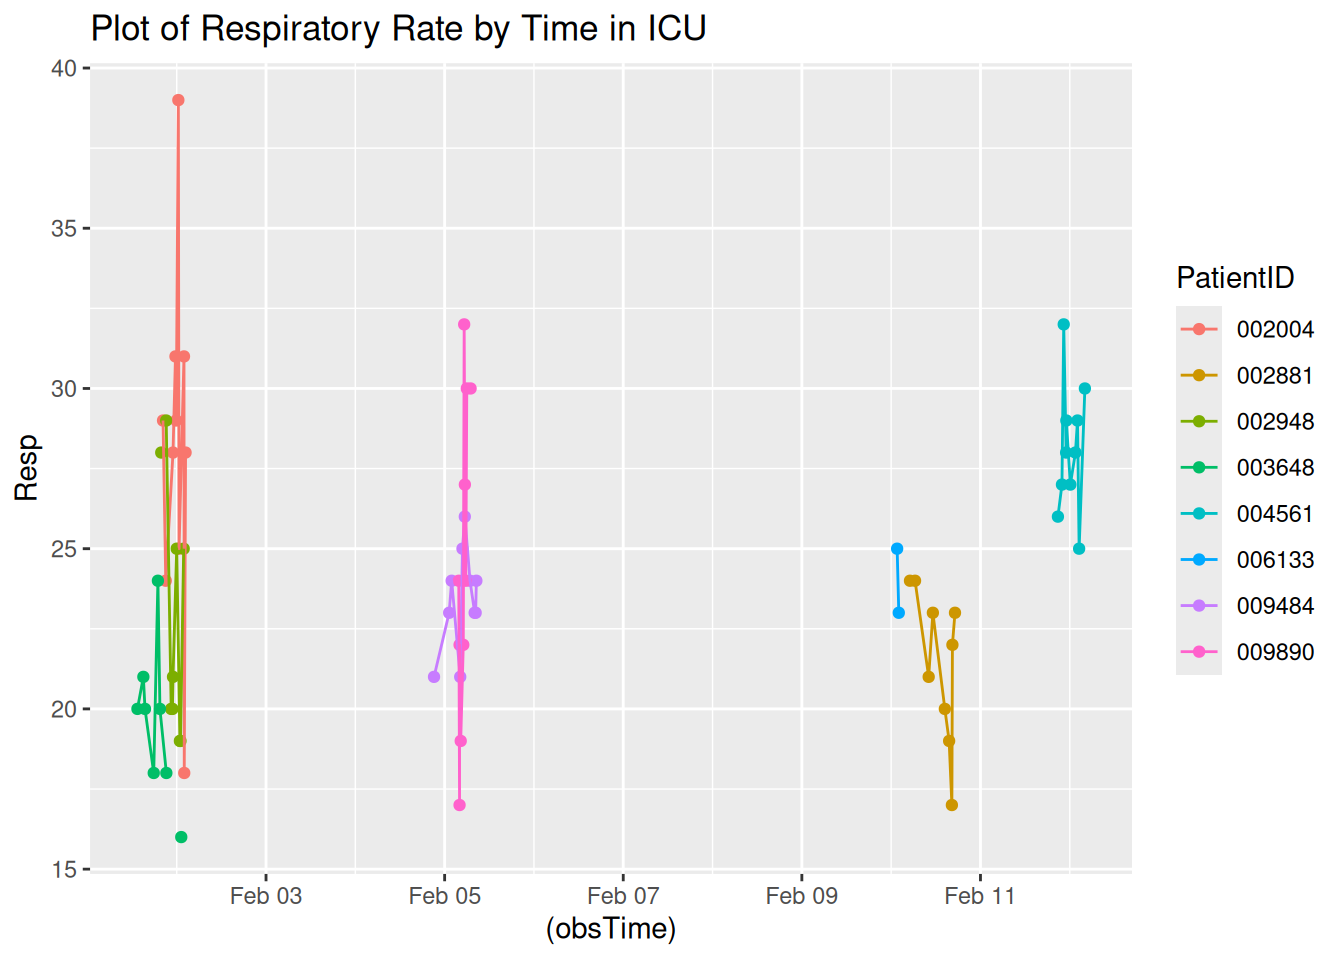 Plot of Respiratory Rate by Time in ICU
40
35
30
25
20
15
Resp
Feb 03
Feb 05
Feb 07
Feb 09
Feb 11
(obsTime)
PatientID
002004
002881
002948
003648
004561
006133
009484
009890